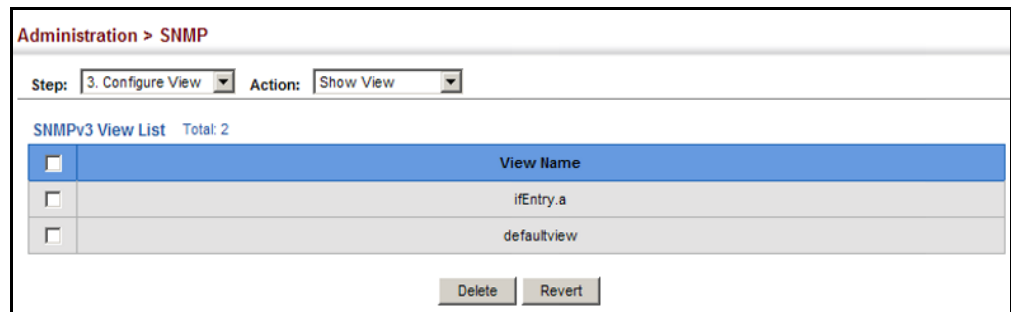 Administration > SNMP
Step: 3. Configure View Action: Show View
SNMPv3 View List Total: 2
View Name
ifEntry.a
defaultview
Delete Revert